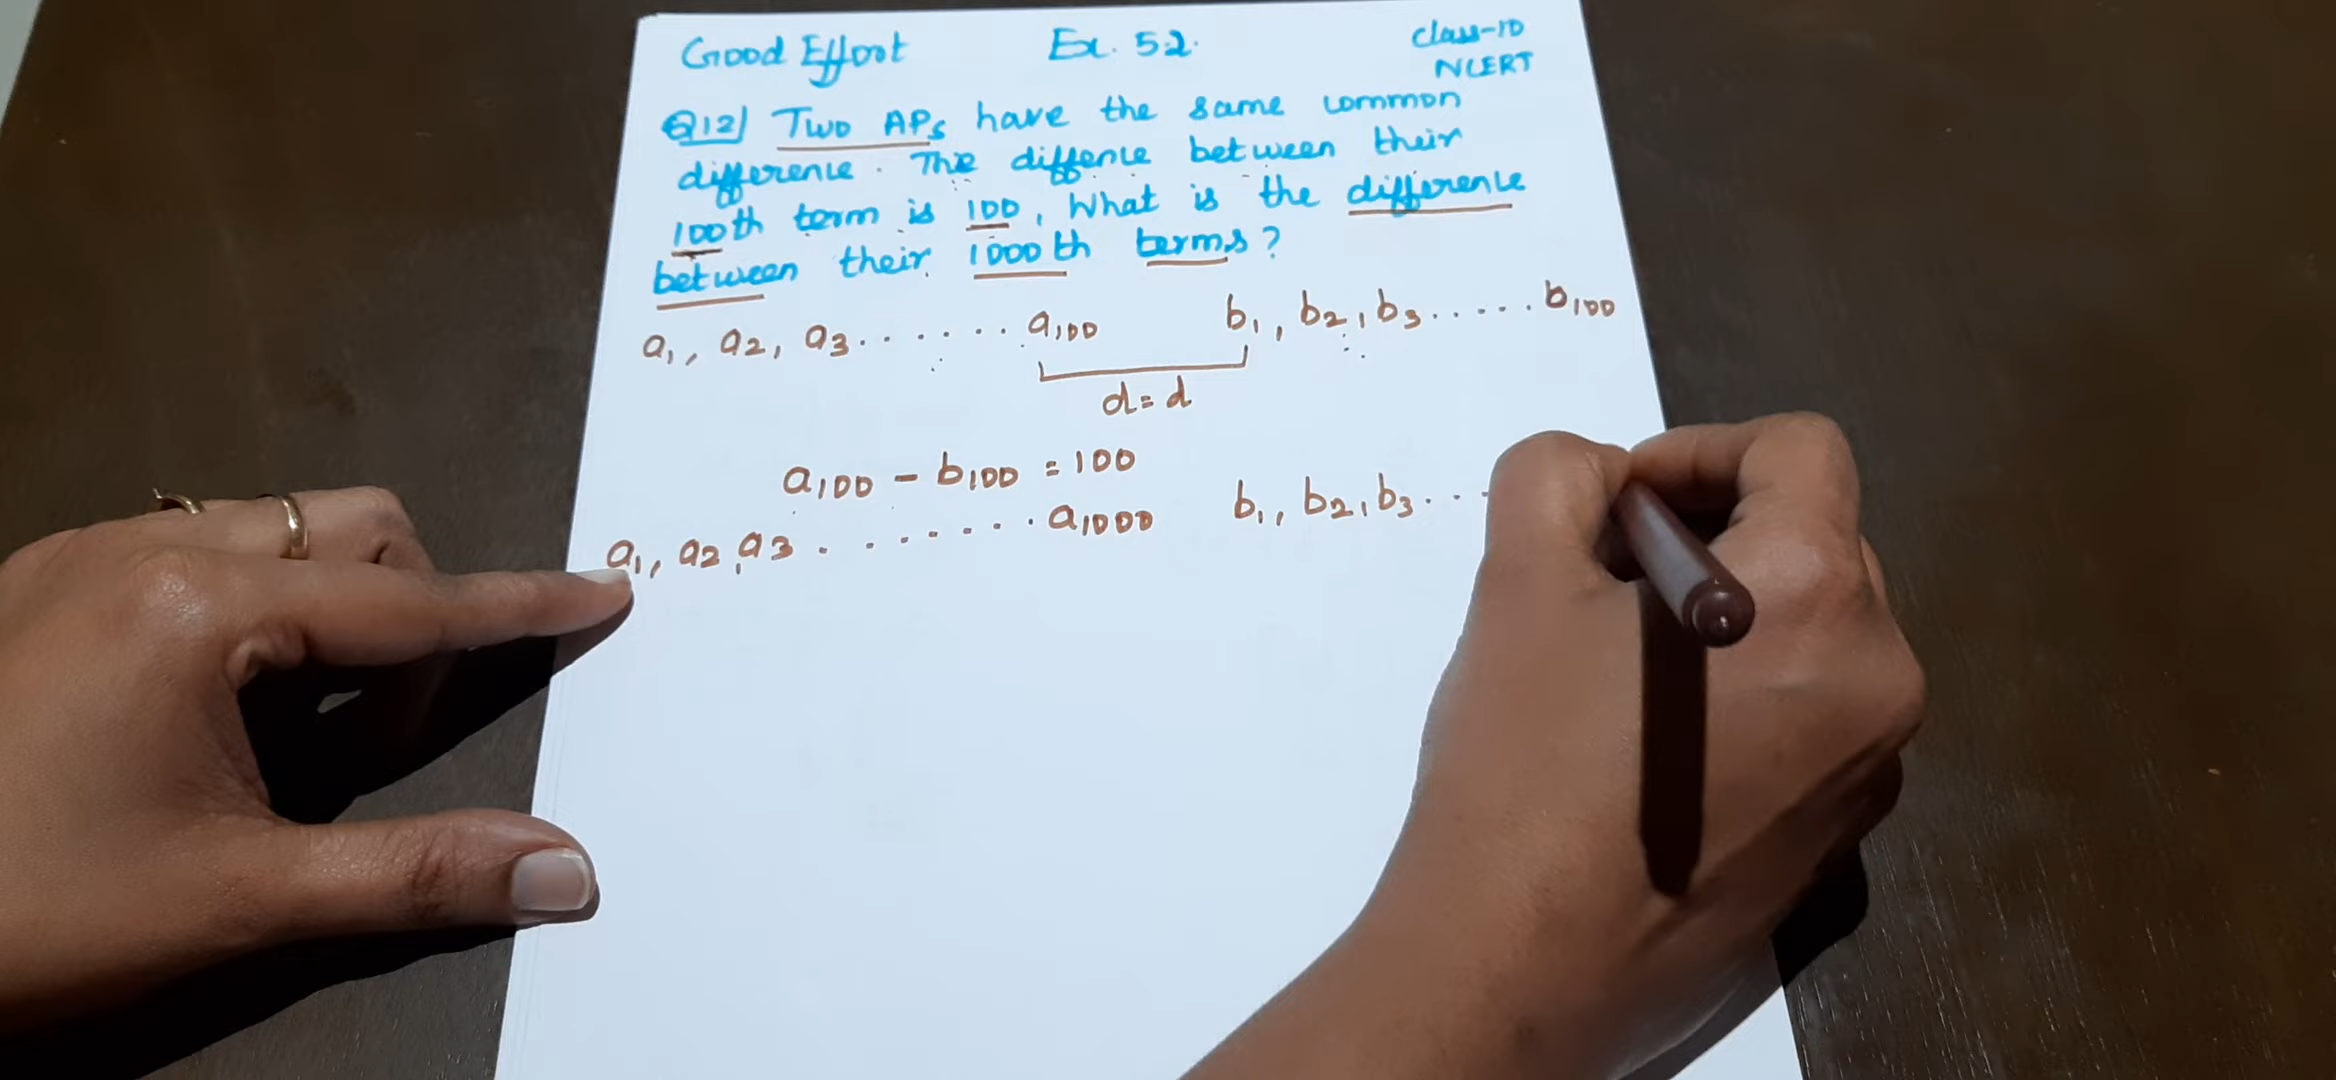 Good Effort Ex. 5.2. Class-10
NCERT
Q12) Two APs have the same common
difference. The diffence between their
100th term is 100, What is the difference
between their 1000th terms?
a₁, a₂, a₃.......a₁₀₀ b₁, b₂, b₃.....b₁₀₀
d=d
a₁₀₀ - b₁₀₀ = 100
a₁, a₂, a₃ ........a₁₀₀₀ b₁, b₂, b₃...